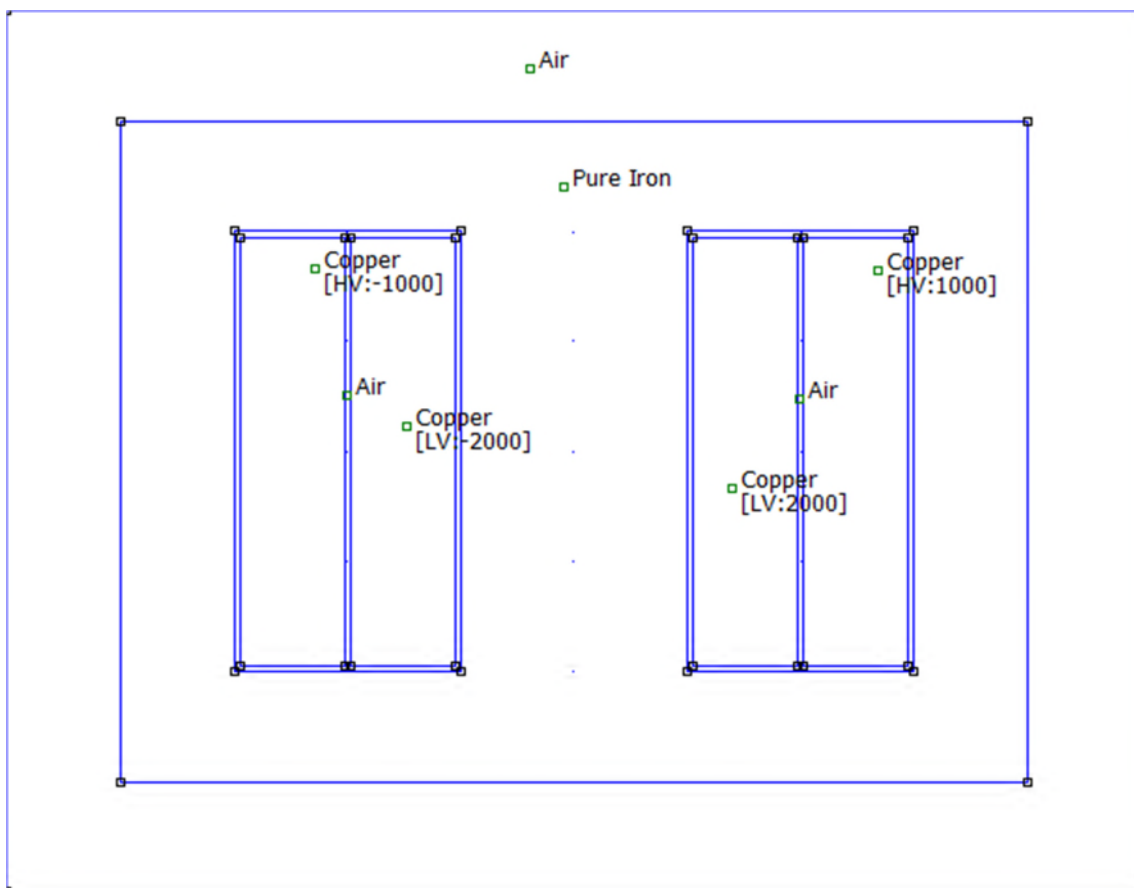 Air
Pure Iron
Copper
[HV:-1000]
Copper
[HV:1000]
Air
Air
Copper
[LV:-2000]
Copper
[LV:2000]